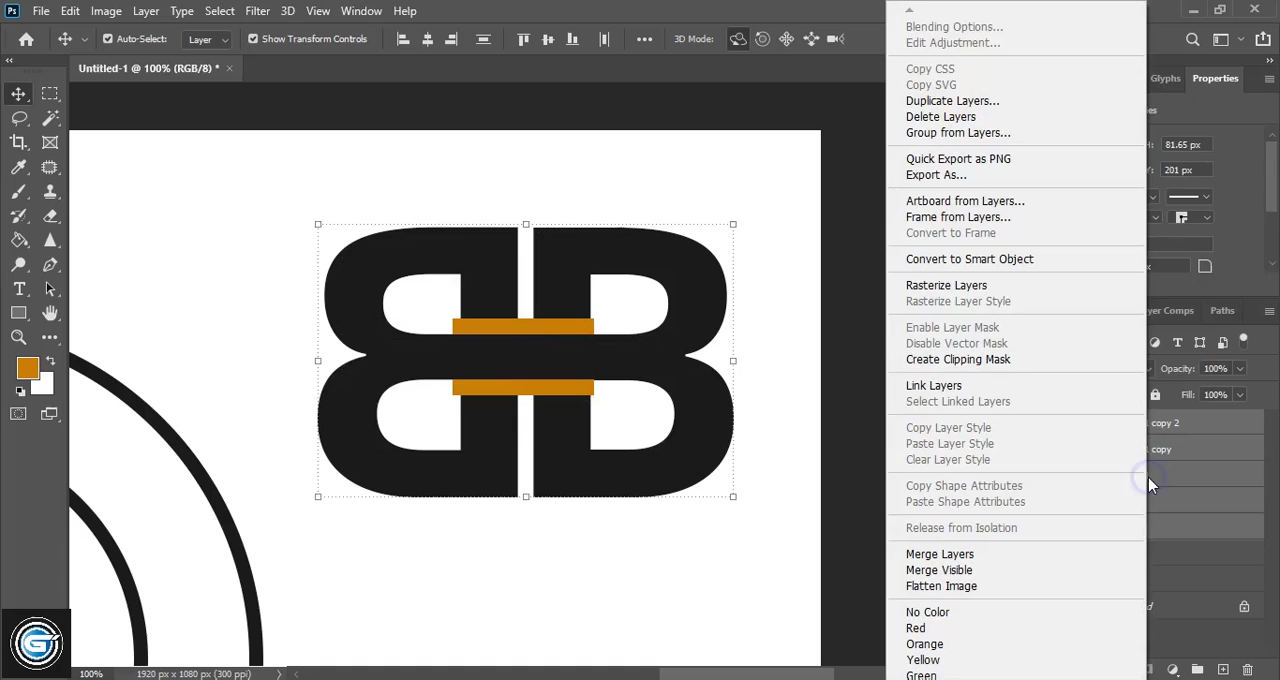 Ps File Edit Image Layer Type Select Filter 3D View Window Help
Auto-Select: Layer Show Transform Controls 3D Mode:
Untitled-1 @ 100% (RGB/8) * ×
Blending Options...
Edit Adjustment...
Copy CSS
Copy SVG
Duplicate Layers...
Delete Layers
Group from Layers...
Quick Export as PNG
Export As...
Artboard from Layers...
Frame from Layers...
Convert to Frame
Convert to Smart Object
Rasterize Layers
Rasterize Layer Style
Enable Layer Mask
Disable Vector Mask
Create Clipping Mask
Link Layers
Select Linked Layers
Copy Layer Style
Paste Layer Style
Clear Layer Style
Copy Shape Attributes
Paste Shape Attributes
Release from Isolation
Merge Layers
Merge Visible
Flatten Image
No Color
Red
Orange
Yellow
Green
Glyphs Properties
H: 81.65 px
Y: 201 px
Paths
Opacity: 100%
Fill: 100%
copy 2
copy
BB
G
100% 1920 px x 1080 px (300 ppi)